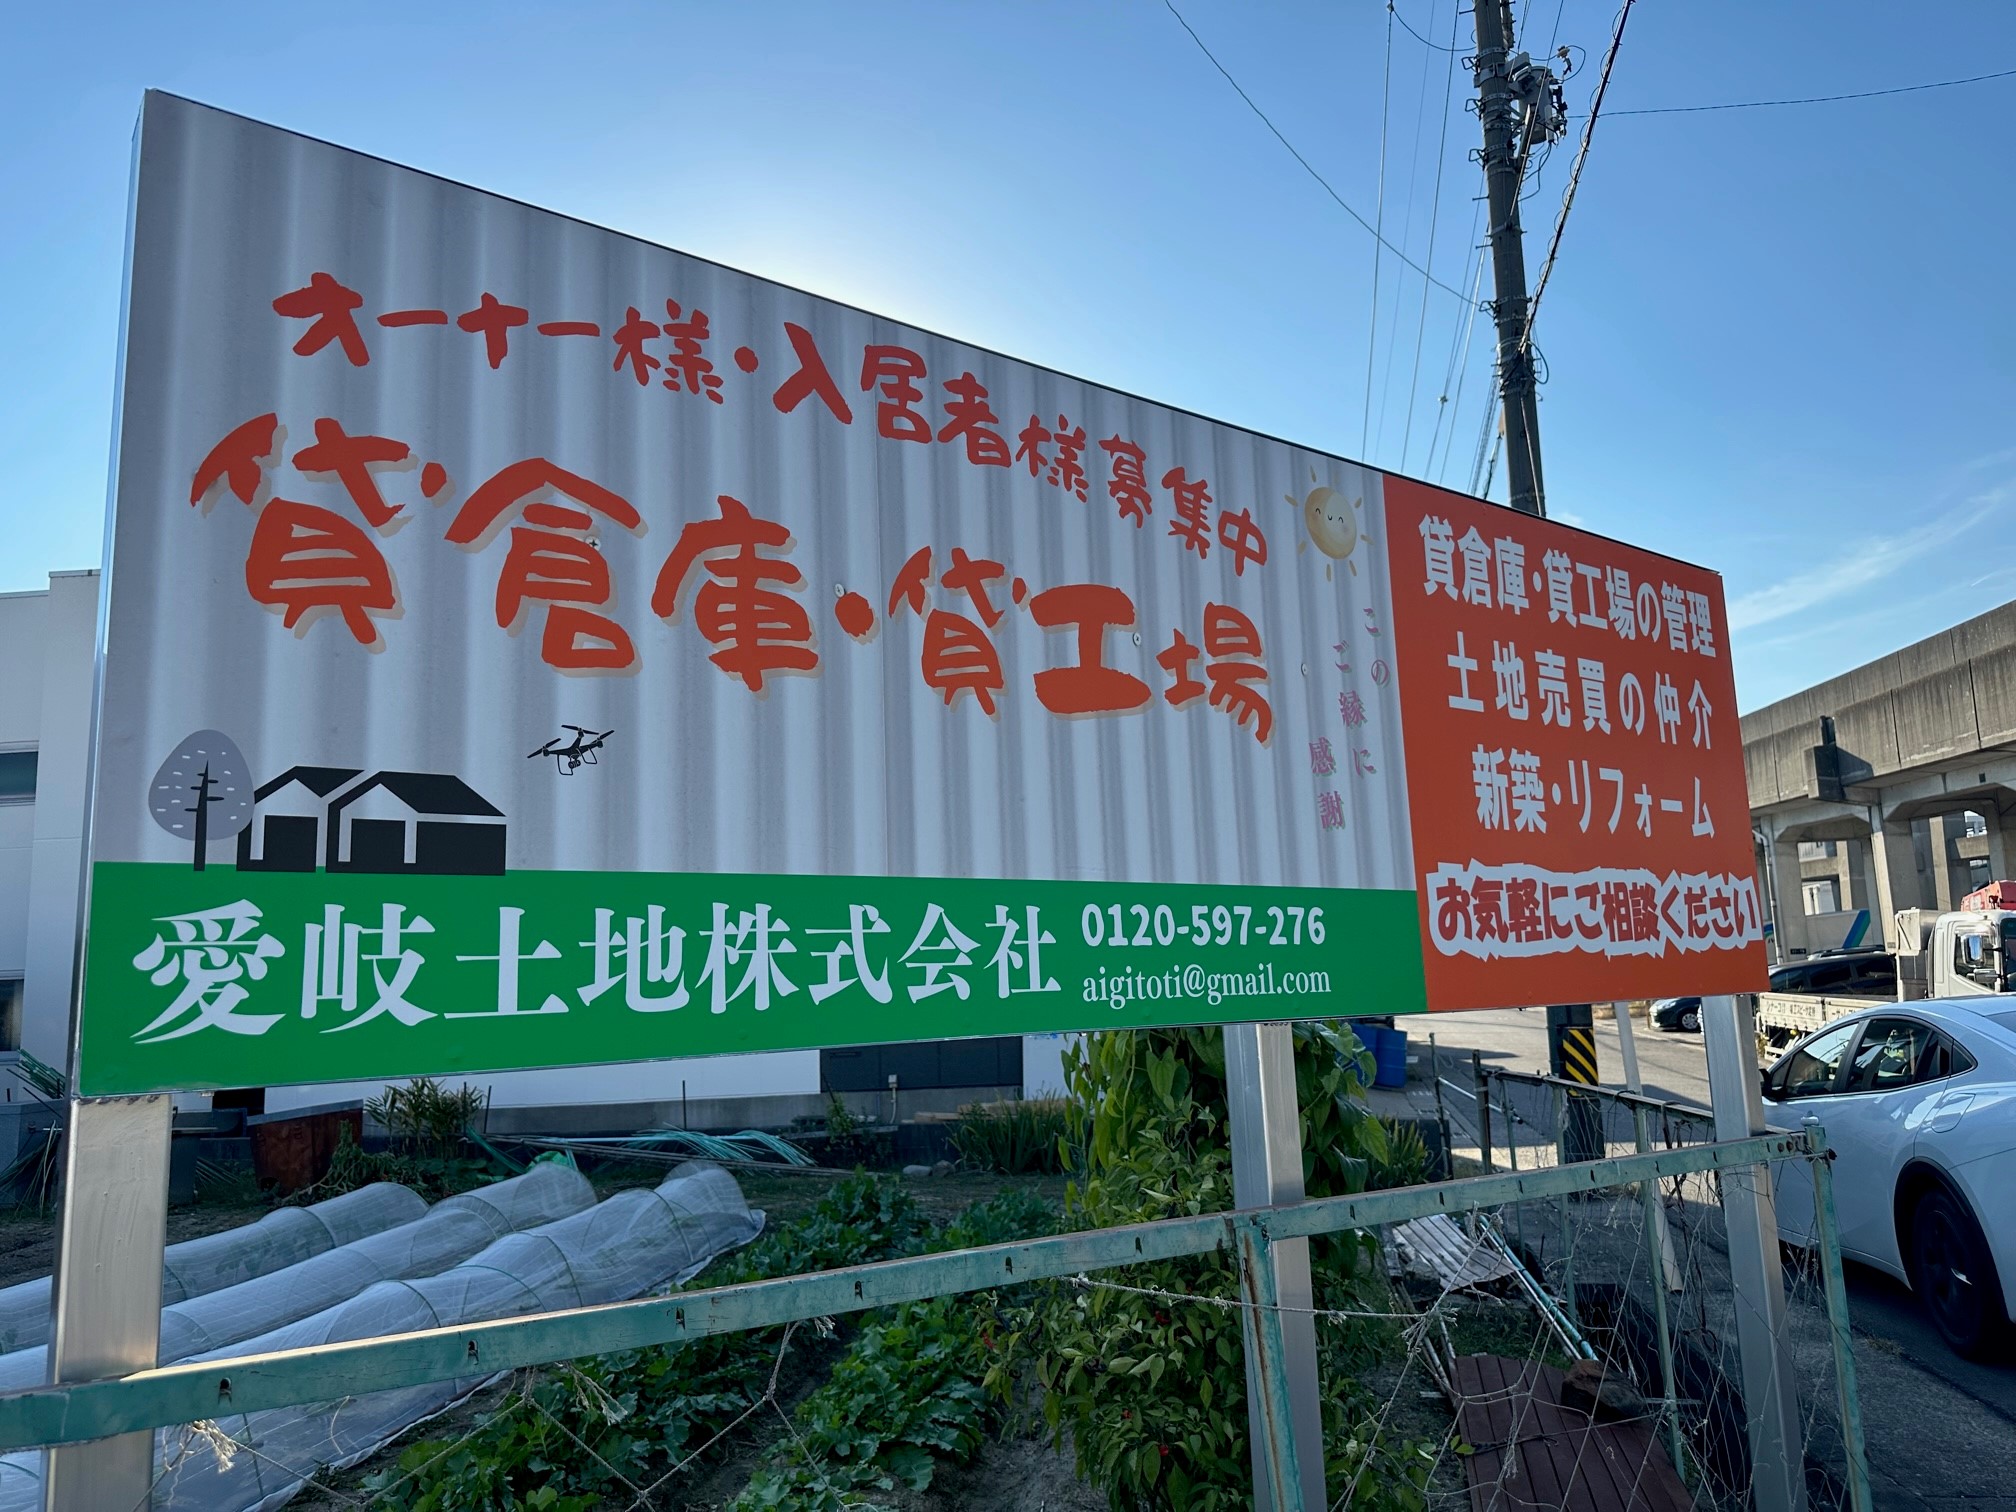 オーナー様・入居者様募集中
貸倉庫・貸工場
このご縁に
感謝
愛岐土地株式会社
0120-597-276
aigitoti@gmail.com
貸倉庫・貸工場の管理
土地売買の仲介
新築・リフォーム
お気軽にご相談ください